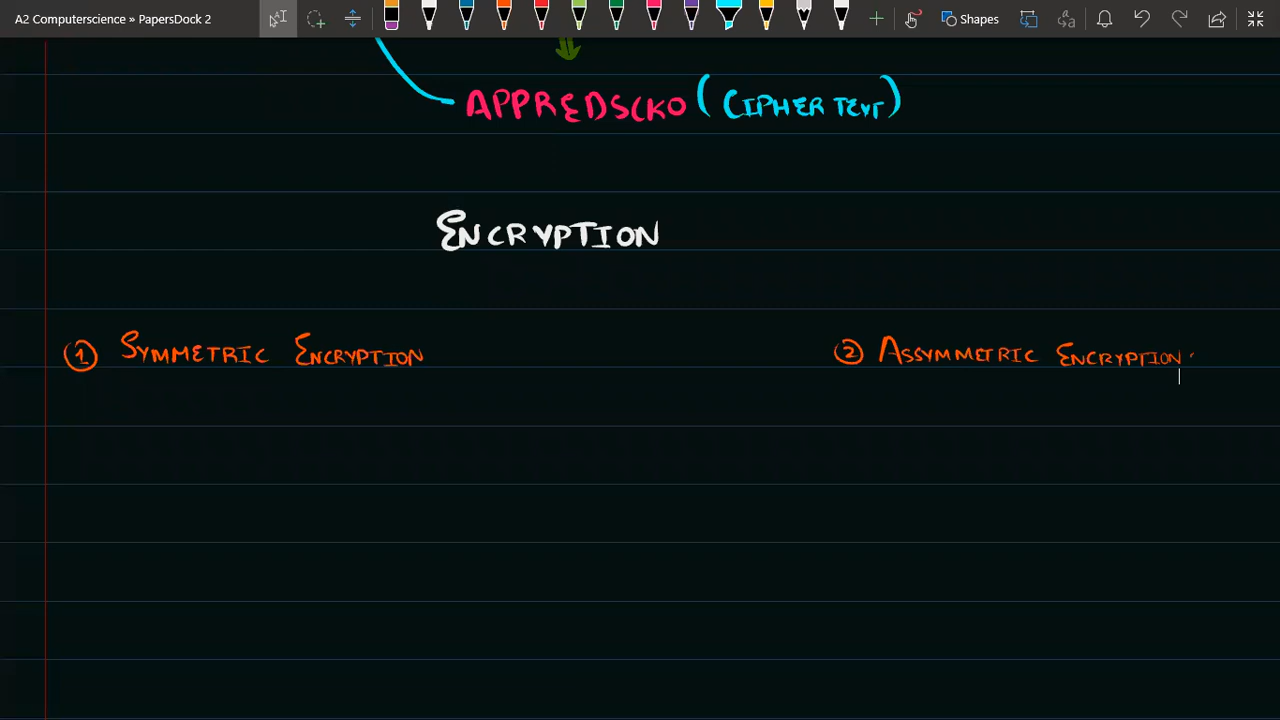 A2 Computerscience » PapersDock 2
Shapes
APPREDSCKO (CIPHER TEXT)
ENCRYPTION
① SYMMETRIC ENCRYPTION
② ASSYMMETRIC ENCRYPTION.